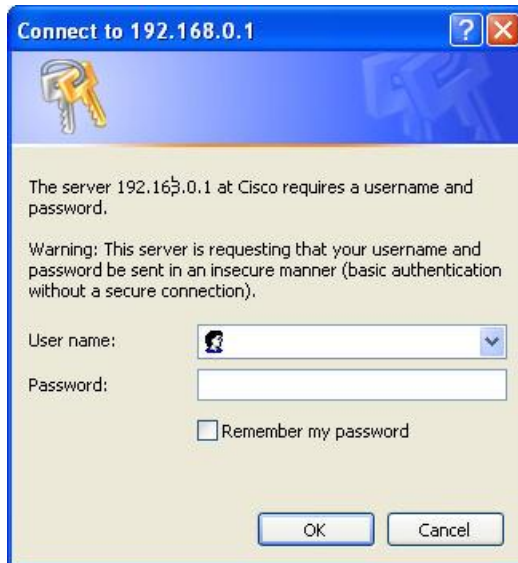 Connect to 192.168.0.1
The server 192.168.0.1 at Cisco requires a username and
password.
Warning: This server is requesting that your username and
password be sent in an insecure manner (basic authentication
without a secure connection).
User name:
Password:
Remember my password
OK
Cancel